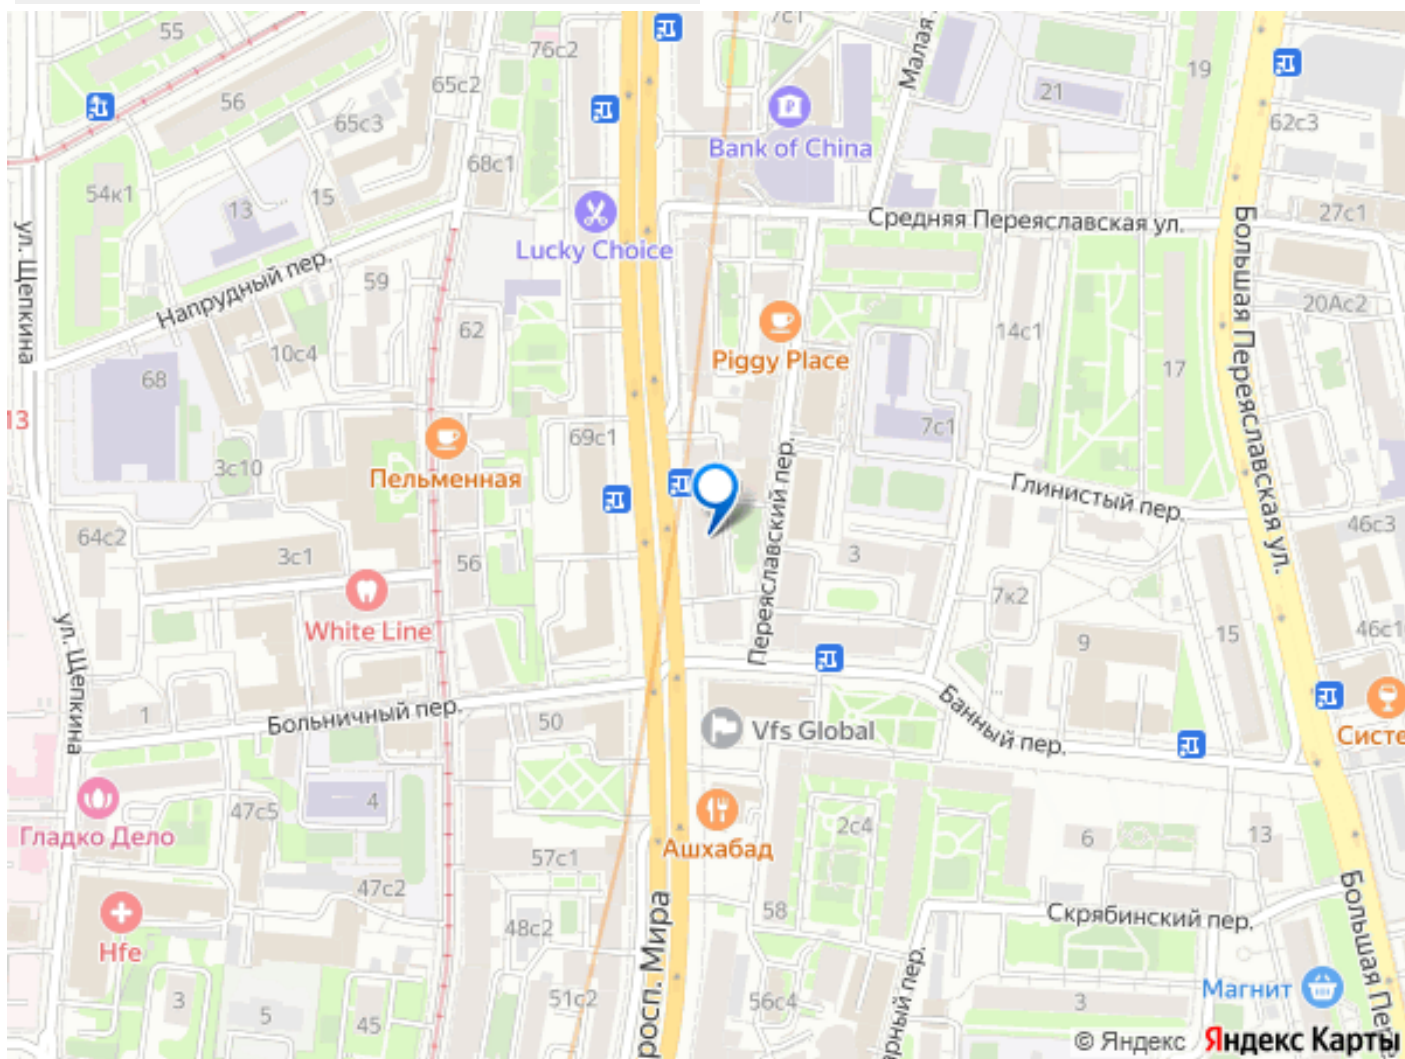 55
76с2
7с1
Малая
19
56
65с2
21
65с3
Bank of China
62с3
68с1
54к1
15
13
27с1
Средняя Переяславская ул.
Lucky Choice
ул. Щепкина
Напрудный пер.
59
Большая Переяславская ул.
20Ас2
62
14с1
10с4
Piggy Place
68
17
13
69с1
7с1
3с10
Пельменная
Переяславский пер.
Глинистый пер.
46с3
64с2
3с1
56
3
White Line
7к2
ул. Щепкина
15
46с1
9
Больничный пер.
1
50
Vfs Global
Банный пер.
Систе
4
47с5
Гладко Дело
Ашхабад
2с4
6
13
57с1
47с2
Большая Пер
58
Скрябинский пер.
48с2
Hfe
росп. Мира
арный пер.
Магнит
3
5
45
51с2
56с4
3
© Яндекс Яндекс Карты